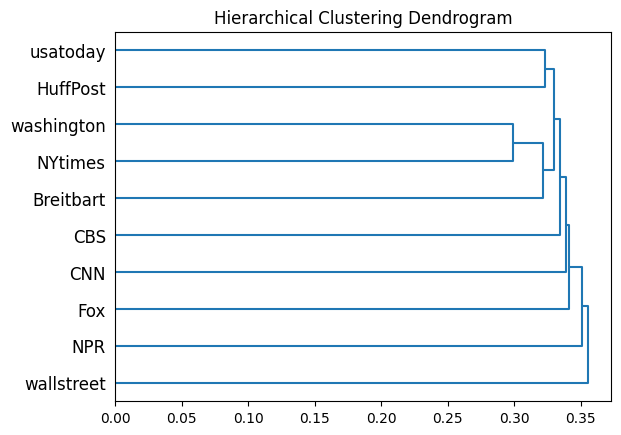 Hierarchical Clustering Dendrogram
usatoday
HuffPost
washington
NYtimes
Breitbart
CBS
CNN
Fox
NPR
wallstreet
0.00 0.05 0.10 0.15 0.20 0.25 0.30 0.35